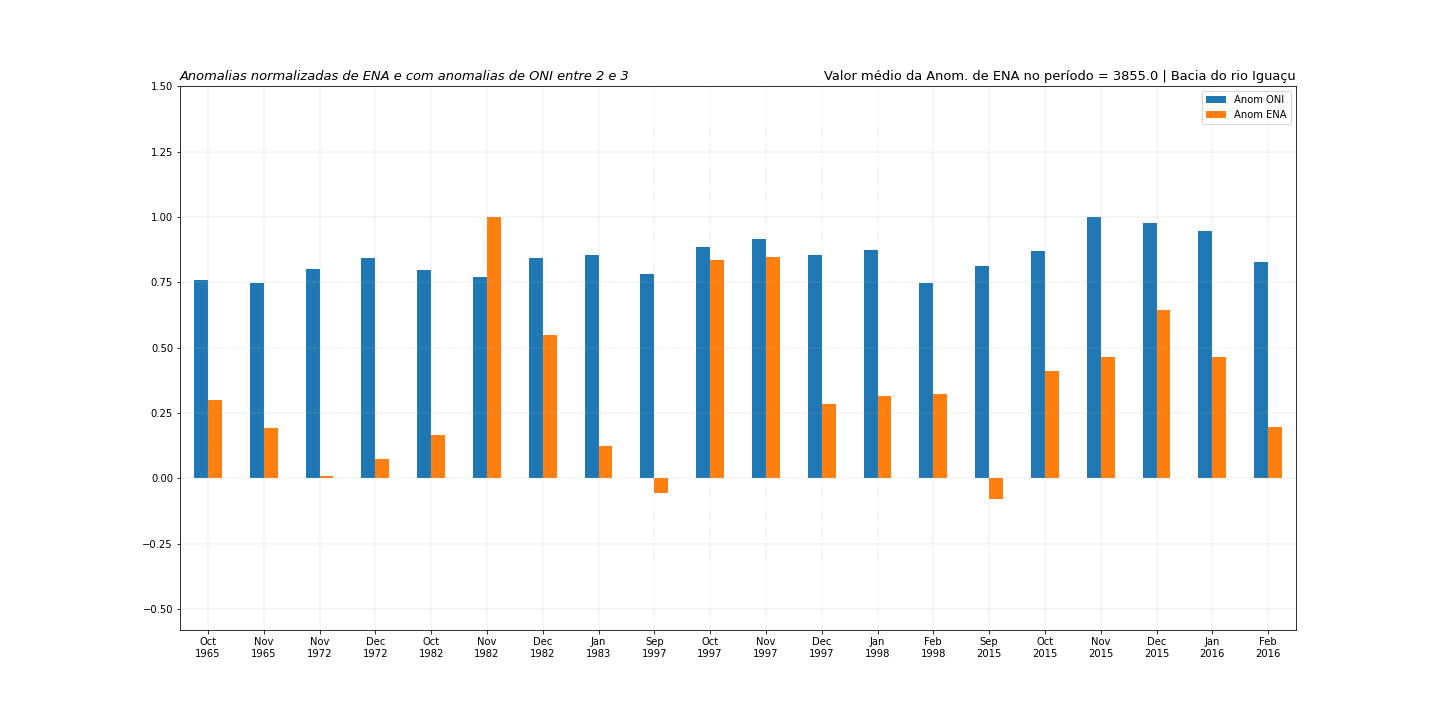 Anomalias normalizadas de ENA e com anomalias de ONI entre 2 e 3
Valor médio da Anom. de ENA no período = 3855.0 | Bacia do rio Iguaçu
Anom ONI
Anom ENA
1.50
1.25
1.00
0.75
0.50
0.25
0.00
−0.25
−0.50
Oct Nov Nov Dec Oct Nov Dec Jan Sep Oct Nov Dec Jan Feb Sep Oct Nov Dec Jan Feb
1965 1965 1972 1972 1982 1982 1982 1983 1997 1997 1997 1997 1998 1998 2015 2015 2015 2015 2016 2016